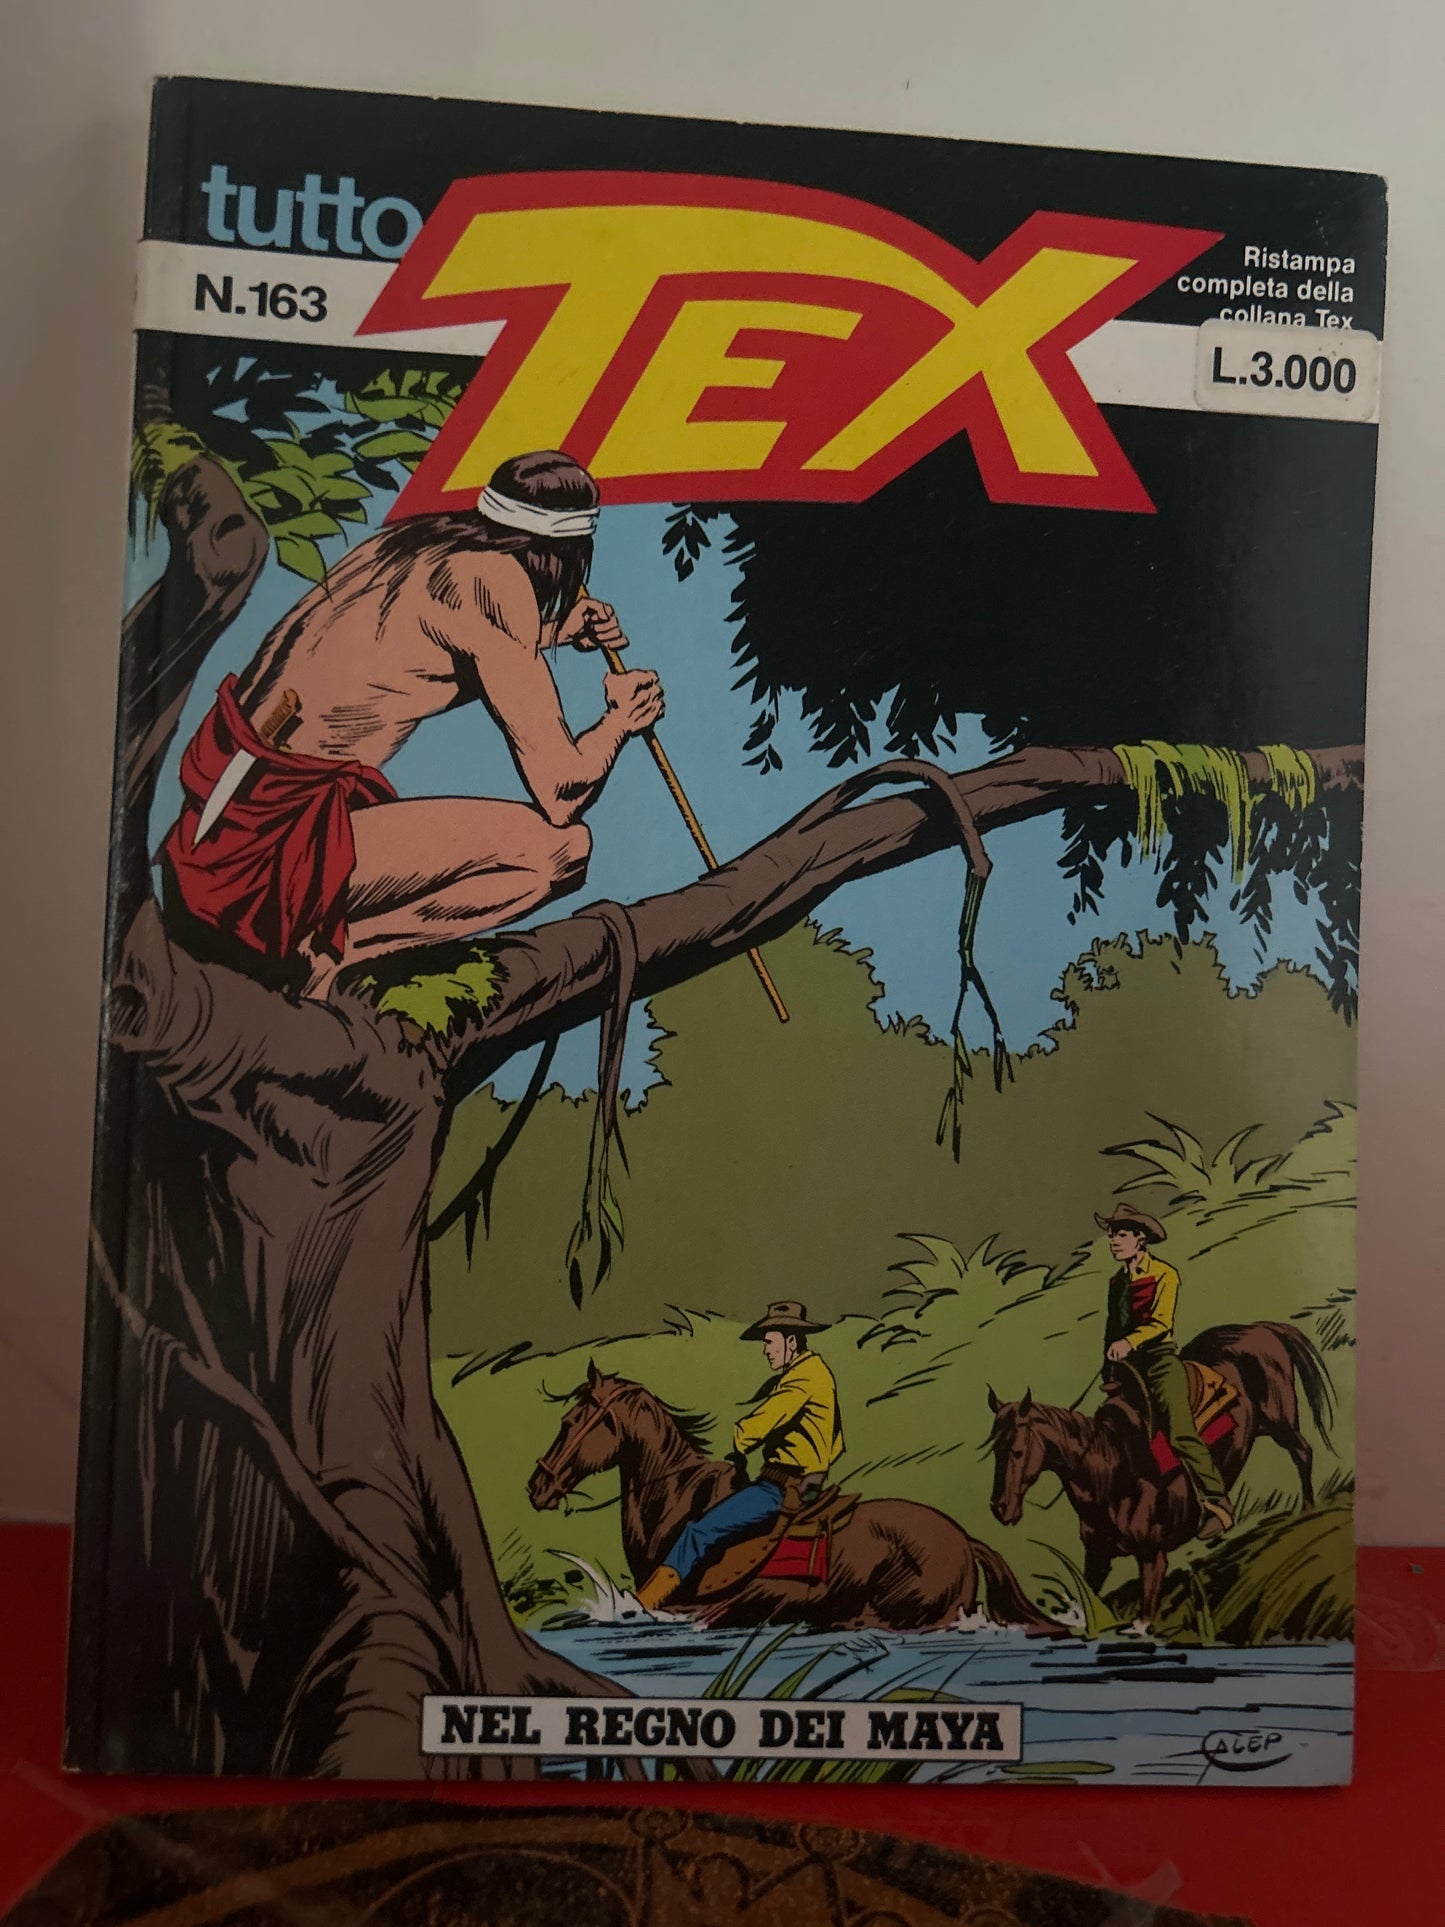 tutto
TEX
N.163
Ristampa
completa della
collana Tex
L.3.000
NEL REGNO DEI MAYA
GALEP